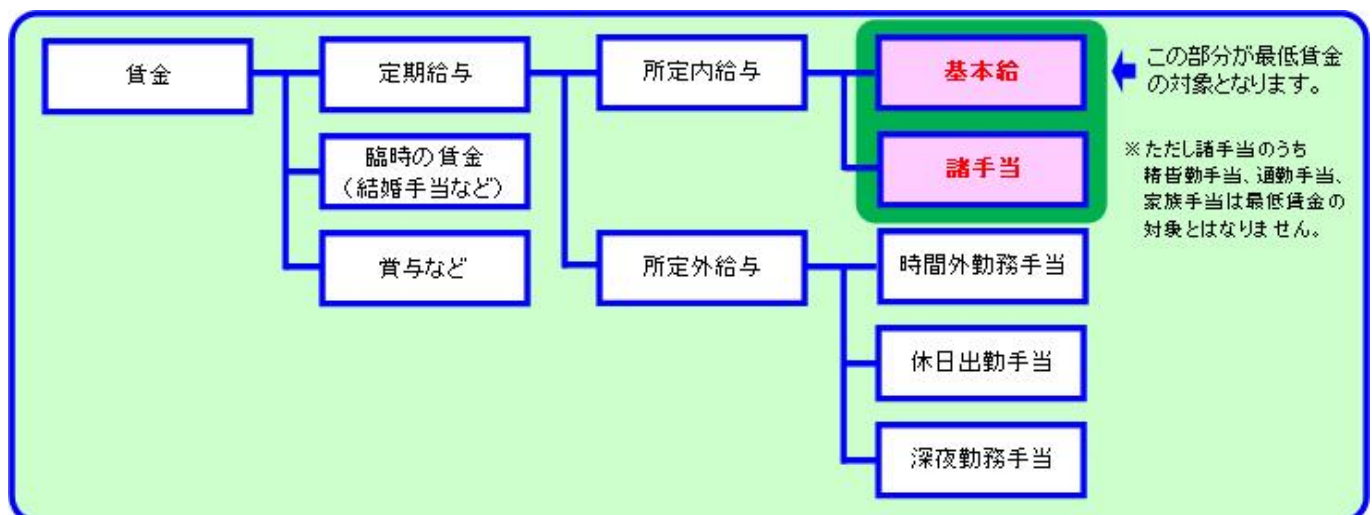 賃金
定期給与
所定内給与
基本給
この部分が最低賃金
の対象となります。
臨時の賃金
(結婚手当など)
諸手当
※ただし諸手当のうち
精皆勤手当、通勤手当、
家族手当は最低賃金の
対象とはなりません。
賞与など
所定外給与
時間外勤務手当
休日出勤手当
深夜勤務手当